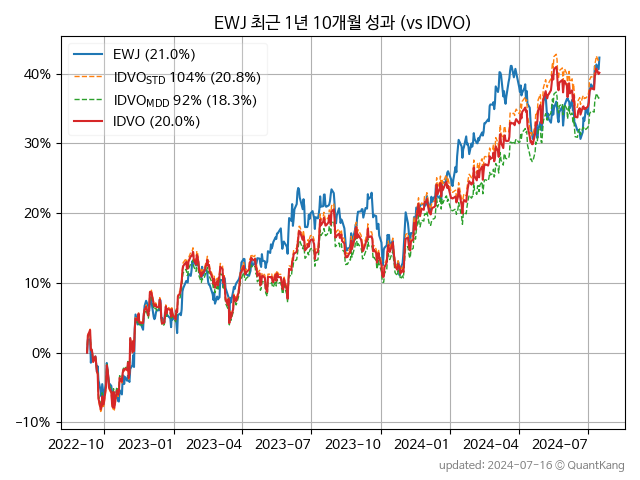 EWJ 최근 1년 10개월 성과 (vs IDVO)
EWJ (21.0%)
IDVO_STD 104% (20.8%)
IDVO_MDD 92% (18.3%)
IDVO (20.0%)
40%
30%
20%
10%
0%
−10%
2022-10 2023-01 2023-04 2023-07 2023-10 2024-01 2024-04 2024-07
updated: 2024-07-16 © QuantKang